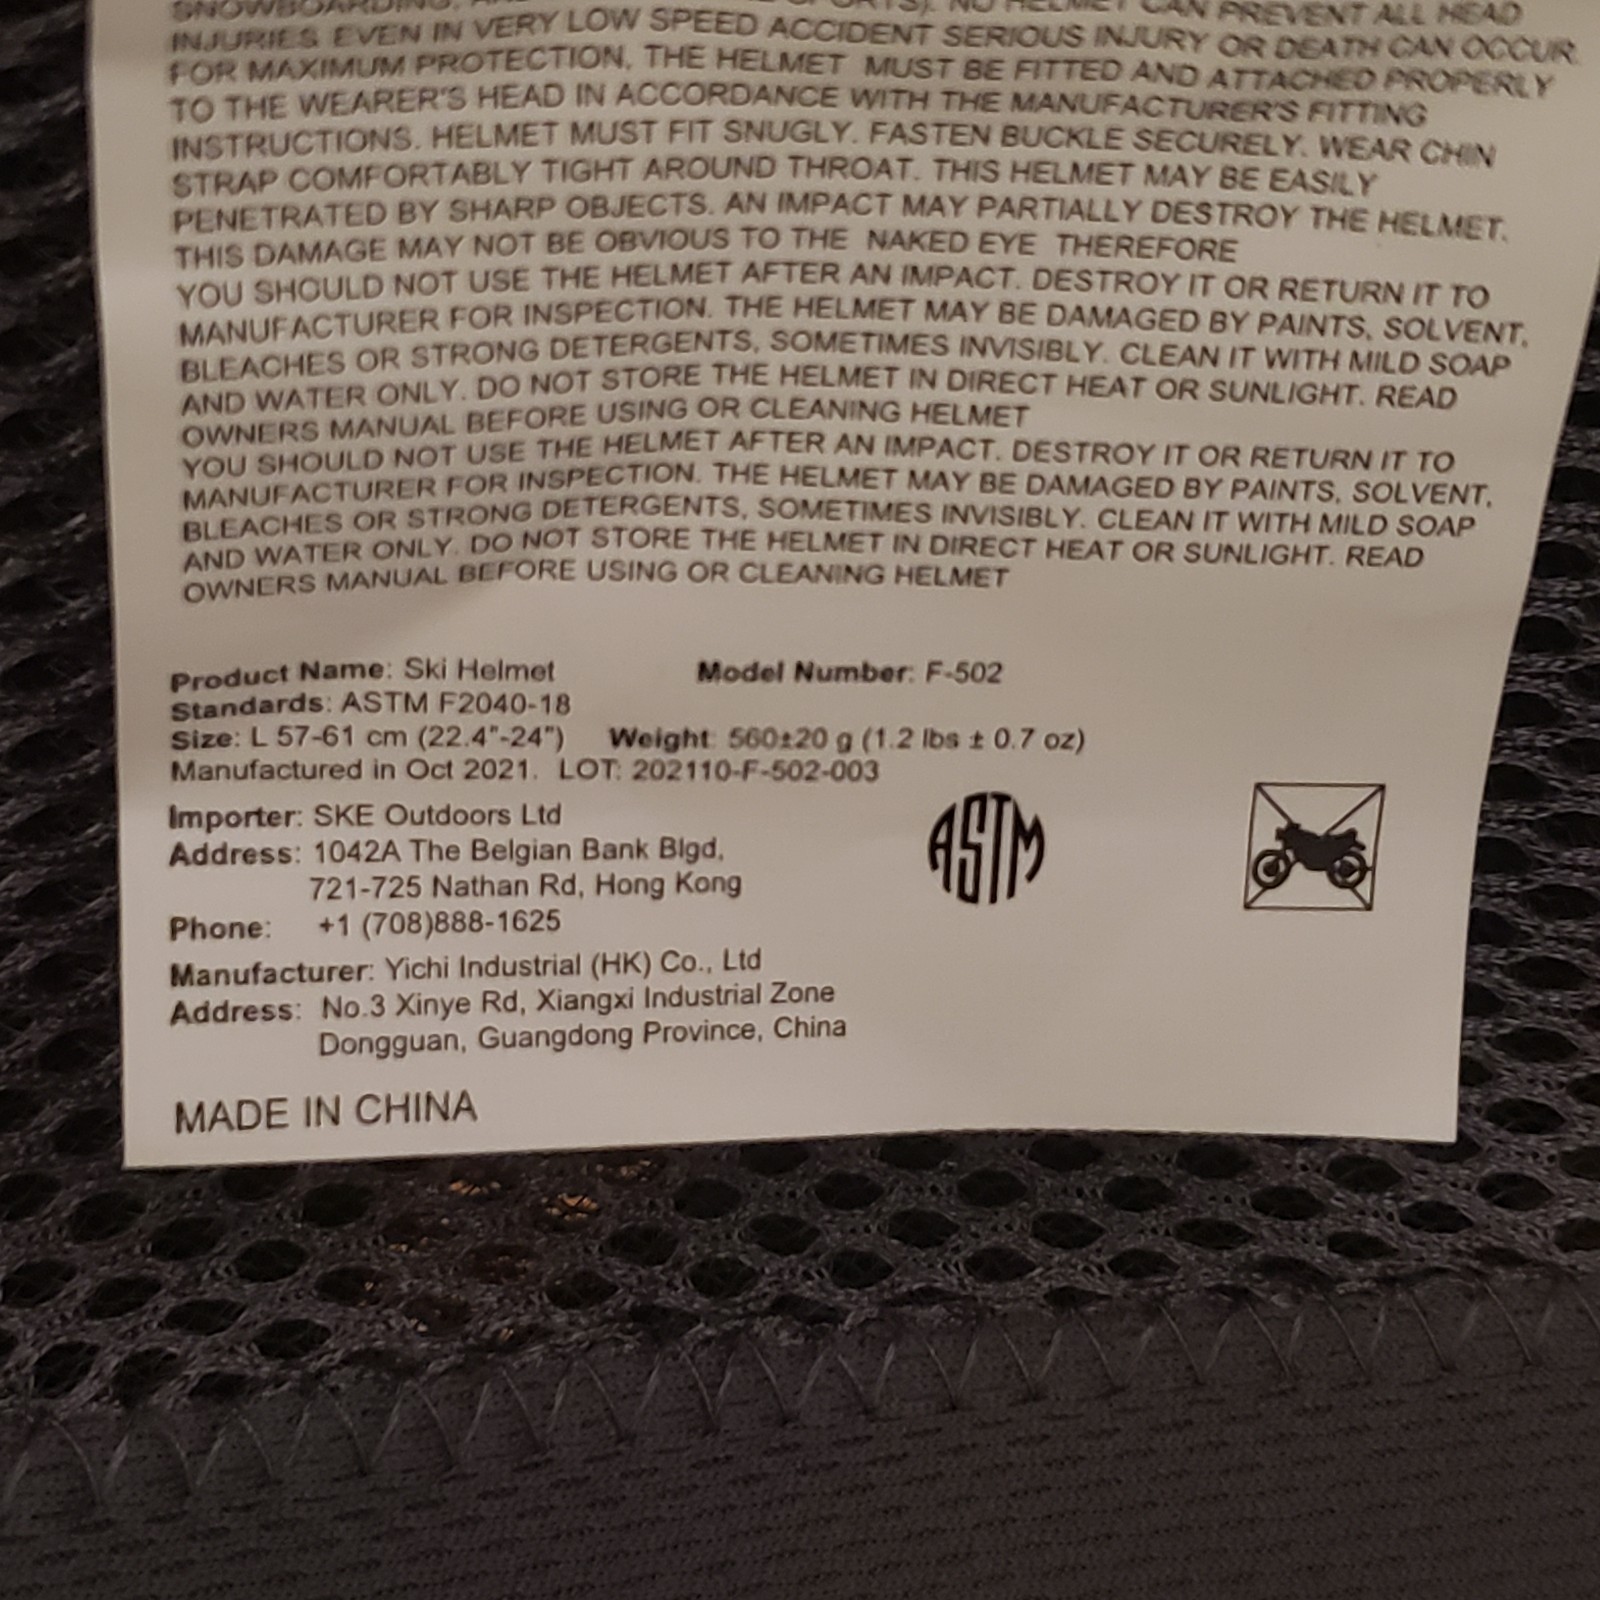 INJURIES EVEN IN VERY LOW SPEED ACCIDENT SERIOUS INJURY OR DEATH CAN OCCUR
FOR MAXIMUM PROTECTION, THE HELMET MUST BE FITTED AND ATTACHED PROPERLY
TO THE WEARER'S HEAD IN ACCORDANCE WITH THE MANUFACTURER'S FITTING
INSTRUCTIONS. HELMET MUST FIT SNUGLY. FASTEN BUCKLE SECURELY. WEAR CHIN
STRAP COMFORTABLY TIGHT AROUND THROAT. THIS HELMET MAY BE EASILY
PENETRATED BY SHARP OBJECTS. AN IMPACT MAY PARTIALLY DESTROY THE HELMET.
THIS DAMAGE MAY NOT BE OBVIOUS TO THE NAKED EYE THEREFORE
YOU SHOULD NOT USE THE HELMET AFTER AN IMPACT. DESTROY IT OR RETURN IT TO
MANUFACTURER FOR INSPECTION. THE HELMET MAY BE DAMAGED BY PAINTS, SOLVENT,
BLEACHES OR STRONG DETERGENTS, SOMETIMES INVISIBLY. CLEAN IT WITH MILD SOAP
AND WATER ONLY. DO NOT STORE THE HELMET IN DIRECT HEAT OR SUNLIGHT. READ
OWNERS MANUAL BEFORE USING OR CLEANING HELMET
YOU SHOULD NOT USE THE HELMET AFTER AN IMPACT. DESTROY IT OR RETURN IT TO
MANUFACTURER FOR INSPECTION. THE HELMET MAY BE DAMAGED BY PAINTS, SOLVENT,
BLEACHES OR STRONG DETERGENTS, SOMETIMES INVISIBLY. CLEAN IT WITH MILD SOAP
AND WATER ONLY. DO NOT STORE THE HELMET IN DIRECT HEAT OR SUNLIGHT. READ
OWNERS MANUAL BEFORE USING OR CLEANING HELMET
Product Name: Ski Helmet Model Number: F-502
Standards: ASTM F2040-18
Size: L 57-61 cm (22.4"-24") Weight: 560±20 g (1.2 lbs ± 0.7 oz)
Manufactured in Oct 2021. LOT: 202110-F-502-003
Importer: SKE Outdoors Ltd
Address: 1042A The Belgian Bank Blgd,
721-725 Nathan Rd, Hong Kong
Phone: +1 (708)888-1625
ASTM
Manufacturer: Yichi Industrial (HK) Co., Ltd
Address: No.3 Xinye Rd, Xiangxi Industrial Zone
Dongguan, Guangdong Province, China
MADE IN CHINA